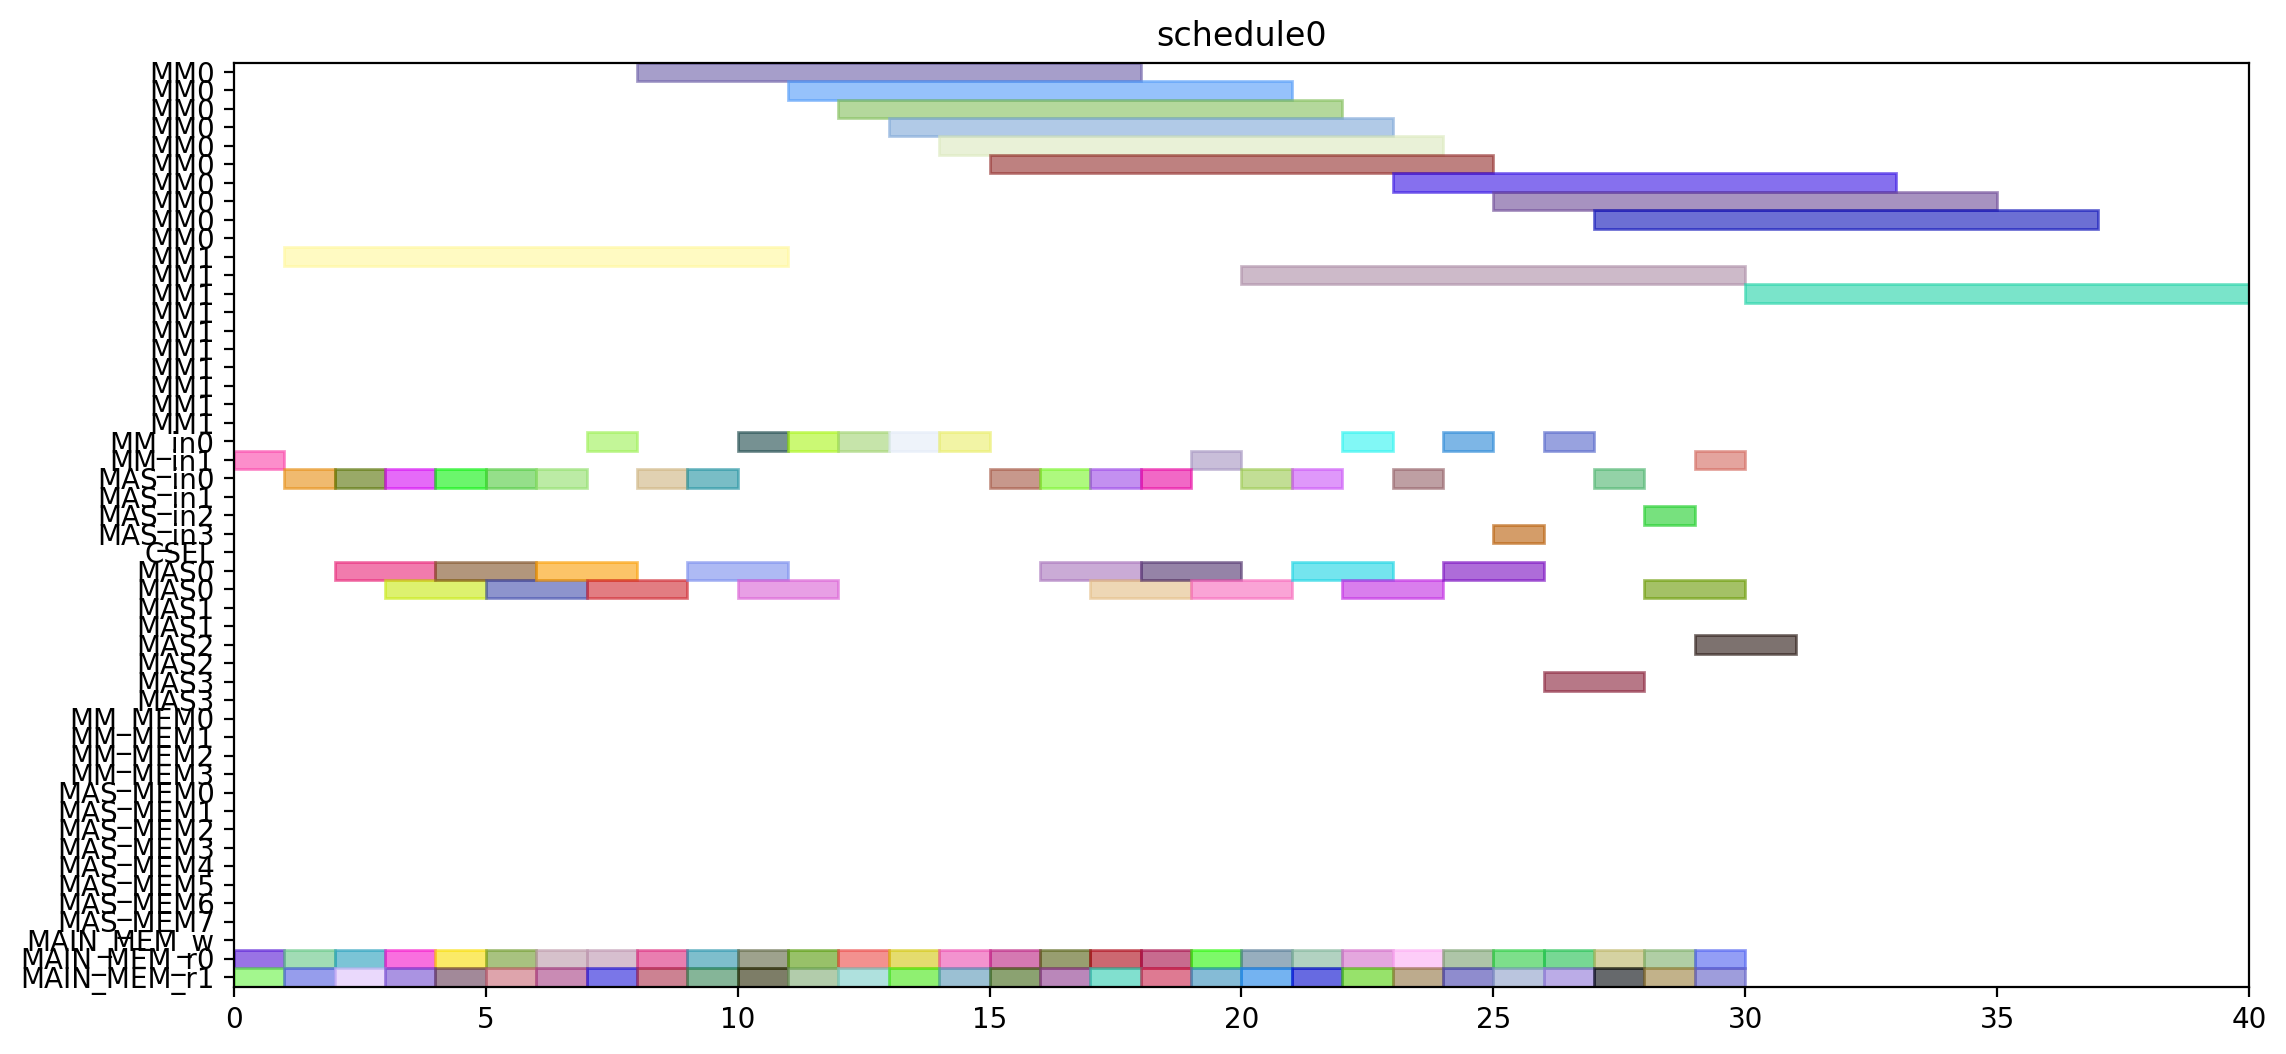 schedule0
MM0
MM0
MM0
MM0
MM0
MM0
MM0
MM0
MM0
MM0
MM1
MM1
MM1
MM1
MM1
MM1
MM1
MM1
MM1
MM1
MM_in0
MM_in1
MAS_in0
MAS_in1
MAS_in2
MAS_in3
CSEL
MAS0
MAS0
MAS1
MAS1
MAS2
MAS2
MAS3
MAS3
MM_MEM0
MM_MEM1
MM_MEM2
MM_MEM3
MAS_MEM0
MAS_MEM1
MAS_MEM2
MAS_MEM3
MAS_MEM4
MAS_MEM5
MAS_MEM6
MAS_MEM7
MAIN_MEM_w
MAIN_MEM_r0
MAIN_MEM_r1
0 5 10 15 20 25 30 35 40